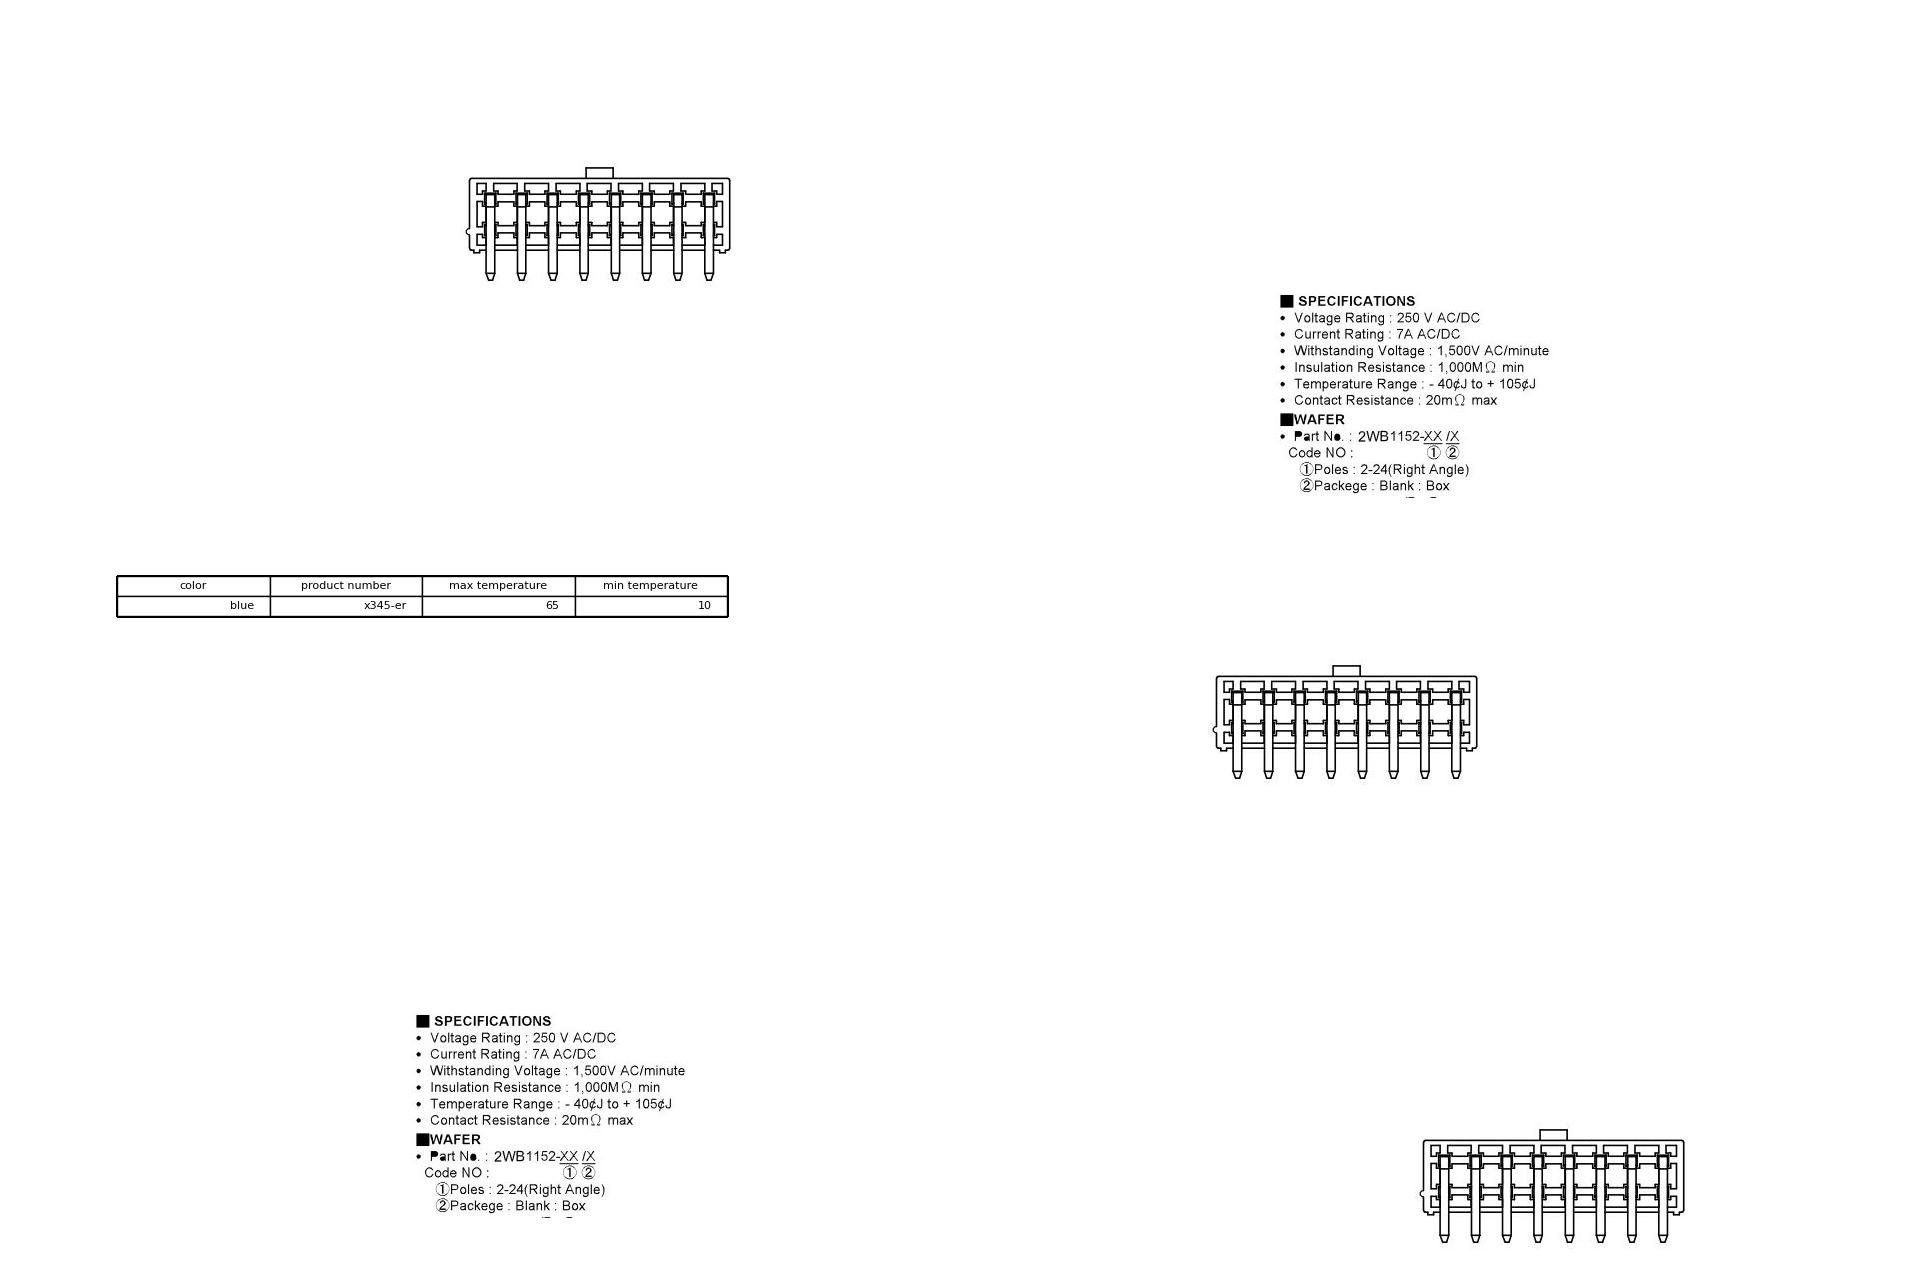 ■ SPECIFICATIONS
• Voltage Rating : 250 V AC/DC
• Current Rating : 7A AC/DC
• Withstanding Voltage : 1,500V AC/minute
• Insulation Resistance : 1,000MΩ min
• Temperature Range : - 40¢J to + 105¢J
• Contact Resistance : 20mΩ max
■WAFER
• Part No. : 2WB1152-XX /X
Code NO : ① ②
①Poles : 2-24(Right Angle)
②Packege : Blank : Box
color product number max temperature min temperature
blue x345-er 65 10
■ SPECIFICATIONS
• Voltage Rating : 250 V AC/DC
• Current Rating : 7A AC/DC
• Withstanding Voltage : 1,500V AC/minute
• Insulation Resistance : 1,000MΩ min
• Temperature Range : - 40¢J to + 105¢J
• Contact Resistance : 20mΩ max
■WAFER
• Part No. : 2WB1152-XX /X
Code NO : ① ②
①Poles : 2-24(Right Angle)
②Packege : Blank : Box